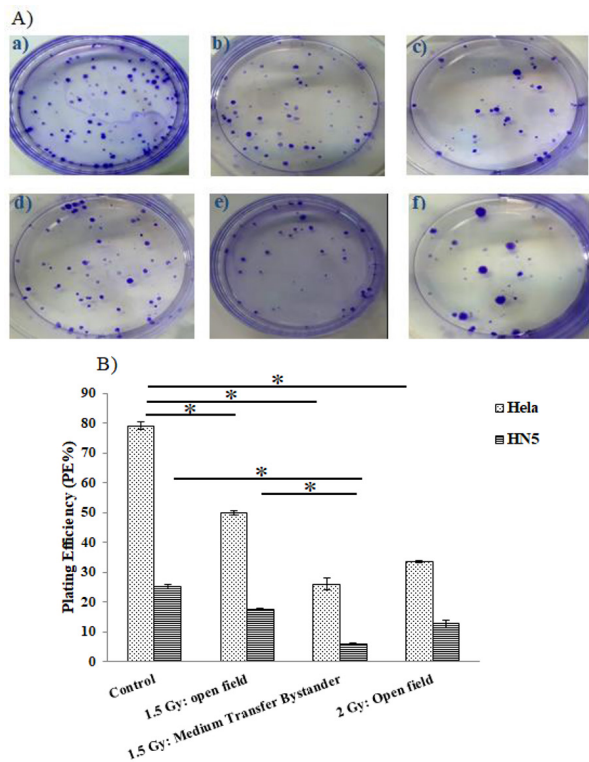 A)
a)
b)
c)
d)
e)
f)
B)
Plating Efficiency (PE%)
90
80
70
60
50
40
30
20
10
0
*
*
*
*
*
Hela
HN5
Control
1.5 Gy: open field
1.5 Gy: Medium Transfer Bystander
2 Gy: Open field